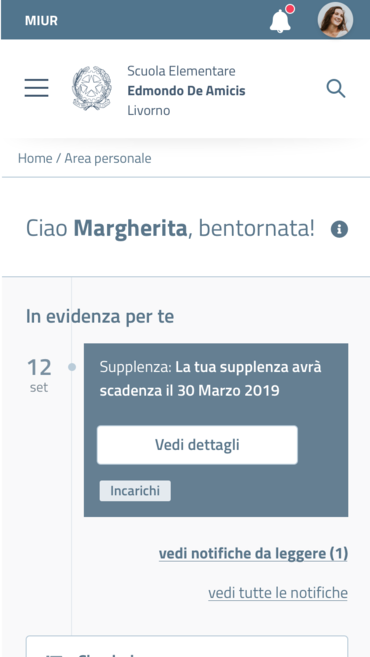 MIUR
Scuola Elementare
Edmondo De Amicis
Livorno
Home / Area personale
Ciao Margherita, bentornata!
In evidenza per te
12
set
Supplenza: La tua supplenza avrà
scadenza il 30 Marzo 2019
Vedi dettagli
Incarichi
vedi notifiche da leggere (1)
vedi tutte le notifiche